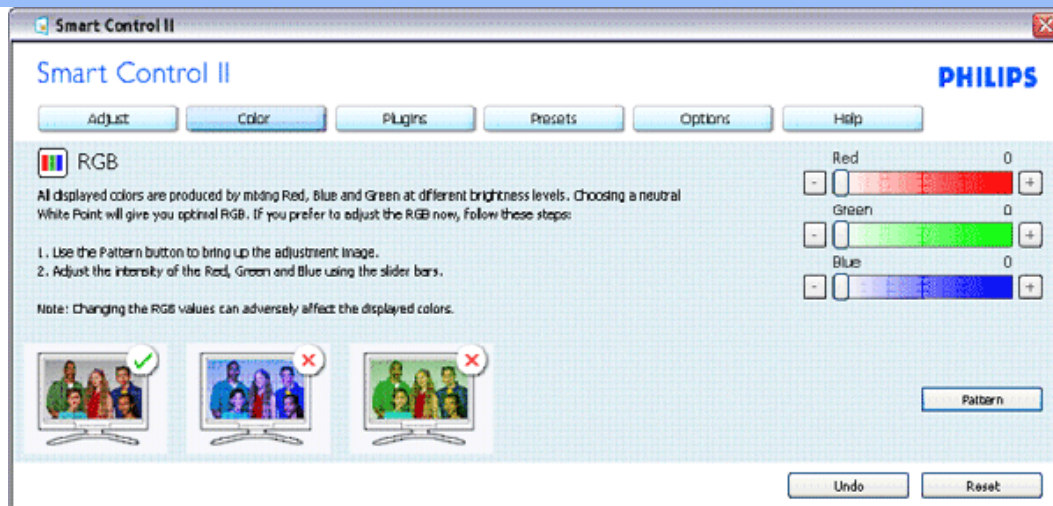 Smart Control II
Smart Control II
PHILIPS
Adjust Color Plugins Presets Options Help
RGB
All displayed colors are produced by mixing Red, Blue and Green at different brightness levels. Choosing a neutral
White Point will give you optimal RGB. If you prefer to adjust the RGB now, follow these steps:
1. Use the Pattern button to bring up the adjustment image.
2. Adjust the intensity of the Red, Green and Blue using the slider bars.
Note: Changing the RGB values can adversely affect the displayed colors.
Red 0
- +
Green 0
- +
Blue 0
- +
Pattern
Undo Reset